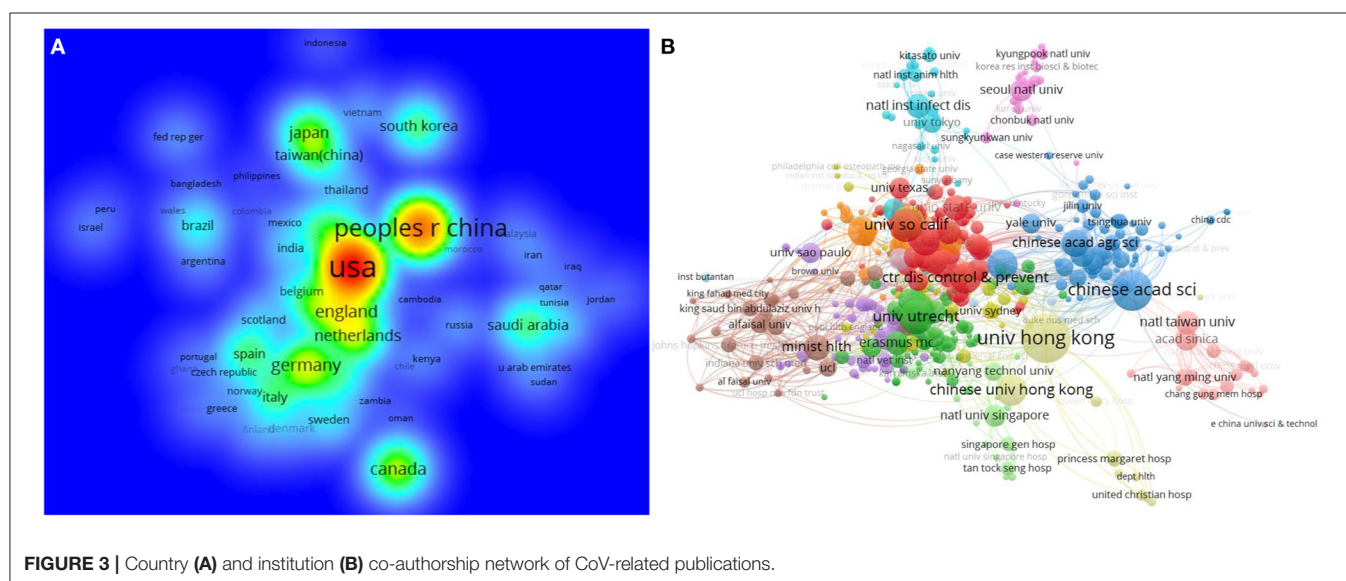 A
indonesia
vietnam
japan
south korea
fed rep ger
taiwan(china)
philippines
bangladesh
thailand
peru
wales
colombia
israel
brazil
mexico
peoples r china
india
morocco
iran
argentina
usa
iraq
qatar
belgium
cambodia
tunisia
jordan
england
scotland
russia
saudi arabia
netherlands
portugal
spain
czech republic
germany
chile
kenya
u arab emirates
norway
italy
zambia
sudan
greece
sweden
oman
finland
denmark
canada
B
kitasato univ
kyungpook natl univ
korea res inst biosci & biotec
natl inst anim hlth
seoul natl univ
natl inst infect dis
univ tokyo
chonbuk natl univ
sungkyunkwan univ
nagasaki univ
case western reserve univ
georgia state univ
univ texas
jilin univ
univ so calif
yale univ
tsinghua univ
china cdc
chinese acad agr sci
univ sao paulo
brown univ
inst butantan
ctr dis control & prevent
chinese acad sci
king fahad med city
king saud bin abdulaziz univ h
univ utrecht
univ sydney
duke nus med sch
alfaisal univ
natl taiwan univ
acad sinica
minist hlth
erasmus mc
univ hong kong
natl vet inst
ucl
nanyang technol univ
natl yang ming univ
al faisal univ
chinese univ hong kong
chang gung mem hosp
natl univ singapore
e china univ sci & technol
singapore gen hosp
natl univ singapore hosp
princess margaret hosp
tan tock seng hosp
dept hlth
united christian hosp
FIGURE 3 | Country (A) and institution (B) co-authorship network of CoV-related publications.